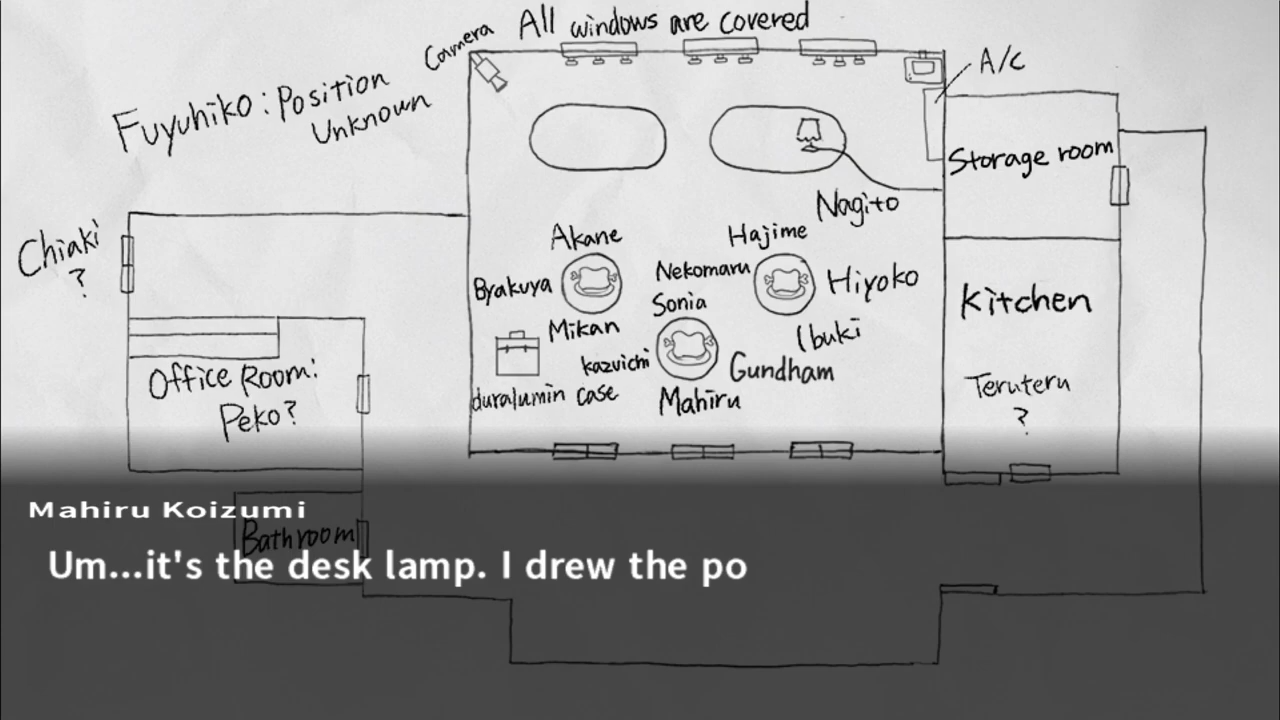 All windows are covered
Camera
A/C
Fuyuhiko: Position
Unknown
Storage room
Nagito
Chiaki
?
Akane
Hajime
Byakuya
Nekomaru
Hiyoko
Sonia
Kitchen
Mikan
Ibuki
kazuichi
Gundham
Office Room:
Peko?
duralumin case
Mahiru
Teruteru
?
Mahiru Koizumi
Bathroom
Um...it's the desk lamp. I drew the po